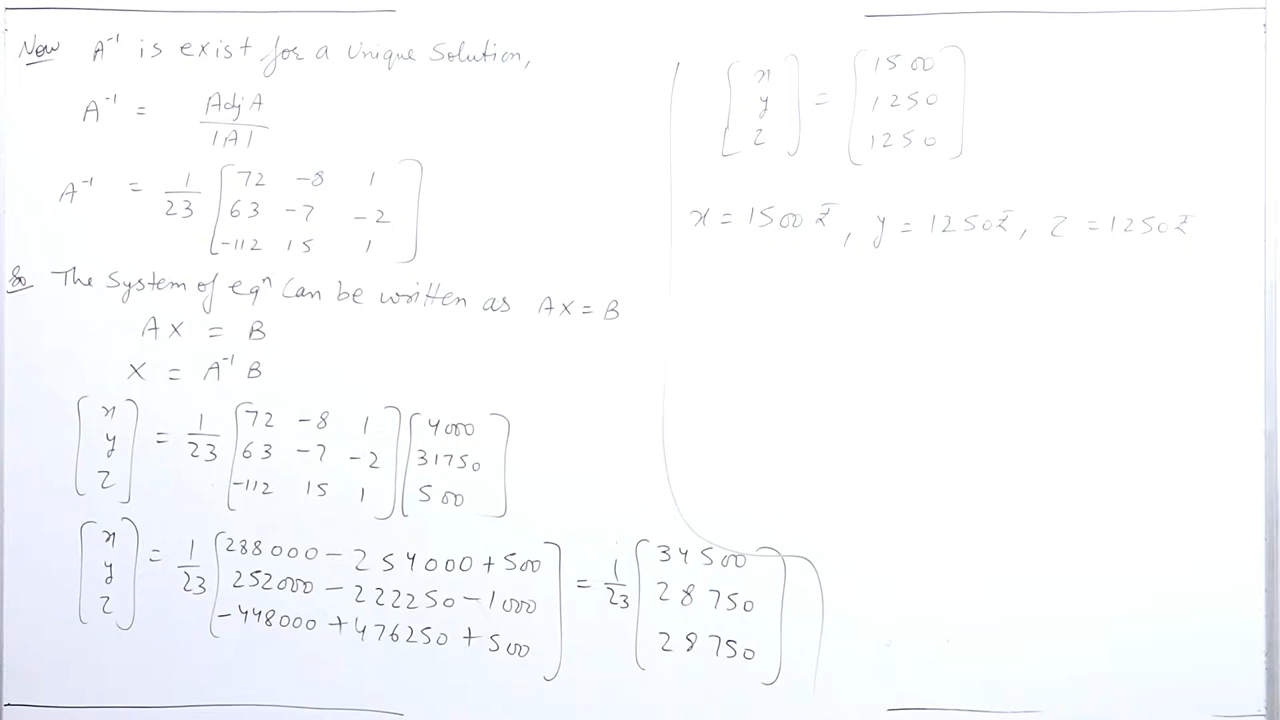 Now A⁻¹ is exist for a Unique Solution,
A⁻¹ = Adj A / |A|
A⁻¹ = 1/23 [72 -8 1
63 -7 -2
-112 15 1]
So The System of eqⁿ Can be written as AX = B
AX = B
X = A⁻¹ B
[x y z] = 1/23 [72 -8 1
63 -7 -2
-112 15 1] [4000
31750
500]
[x y z] = 1/23 [288000 - 254000 + 500
252000 - 222250 - 1000
-448000 + 476250 + 500] = 1/23 [34500
28750
28750]
[x y z] = [1500
1250
1250]
x = 1500 ₹, y = 1250₹, z = 1250₹